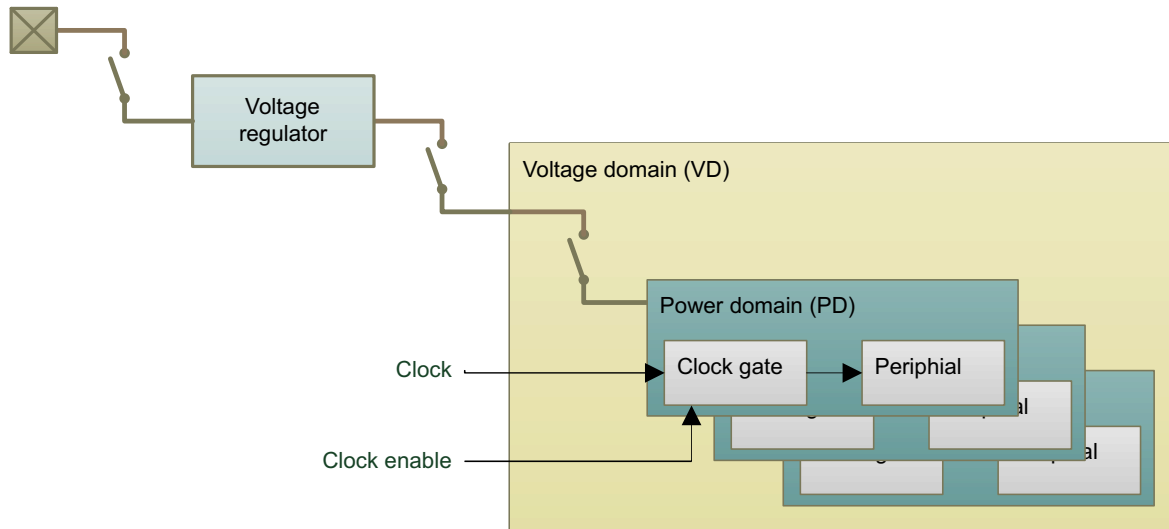 Voltage
regulator
Voltage domain (VD)
Power domain (PD)
Clock
Clock gate
Periphial
Clock enable